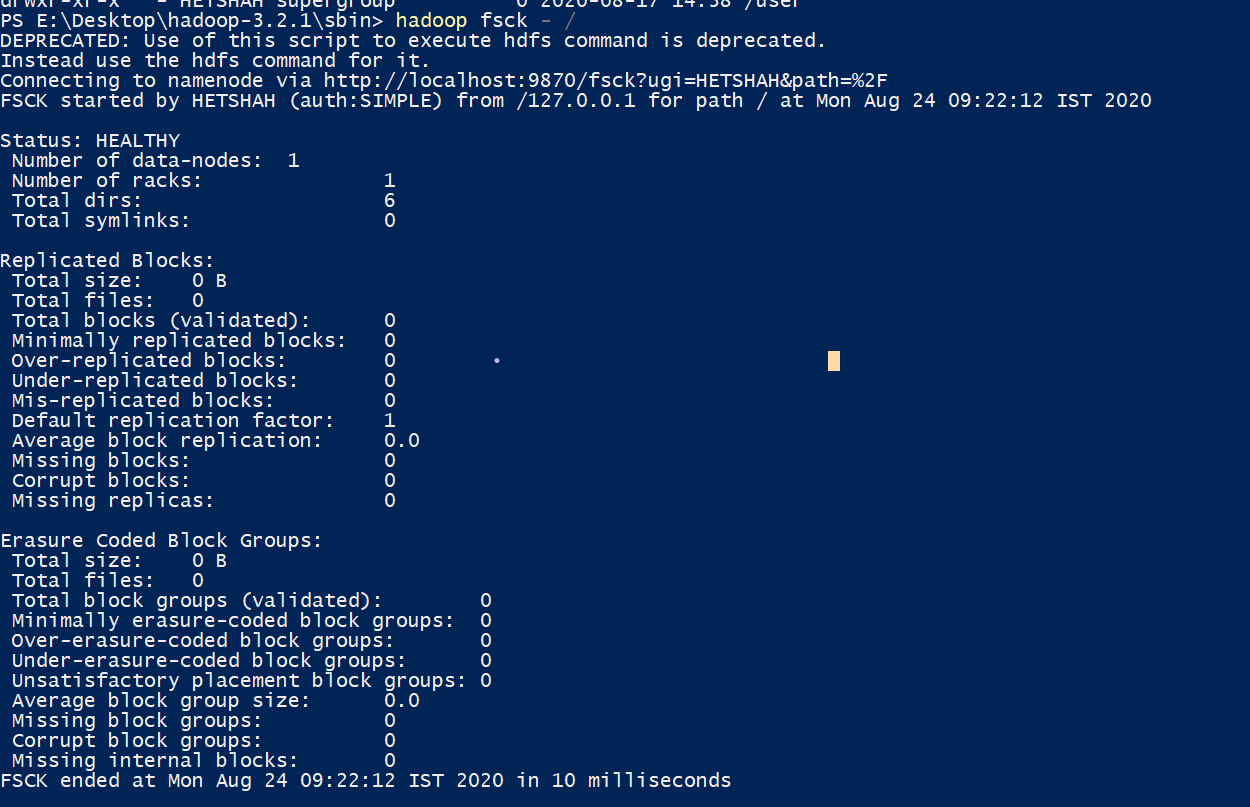 drwxr-xr-x - HETSHAH supergroup 0 2020-08-17 14:58 /user
PS E:\Desktop\hadoop-3.2.1\sbin> hadoop fsck - /
DEPRECATED: Use of this script to execute hdfs command is deprecated.
Instead use the hdfs command for it.
Connecting to namenode via http://localhost:9870/fsck?ugi=HETSHAH&path=%2F
FSCK started by HETSHAH (auth:SIMPLE) from /127.0.0.1 for path / at Mon Aug 24 09:22:12 IST 2020
Status: HEALTHY
Number of data-nodes: 1
Number of racks: 1
Total dirs: 6
Total symlinks: 0
Replicated Blocks:
Total size: 0 B
Total files: 0
Total blocks (validated): 0
Minimally replicated blocks: 0
Over-replicated blocks: 0
Under-replicated blocks: 0
Mis-replicated blocks: 0
Default replication factor: 1
Average block replication: 0.0
Missing blocks: 0
Corrupt blocks: 0
Missing replicas: 0
Erasure Coded Block Groups:
Total size: 0 B
Total files: 0
Total block groups (validated): 0
Minimally erasure-coded block groups: 0
Over-erasure-coded block groups: 0
Under-erasure-coded block groups: 0
Unsatisfactory placement block groups: 0
Average block group size: 0.0
Missing block groups: 0
Corrupt block groups: 0
Missing internal blocks: 0
FSCK ended at Mon Aug 24 09:22:12 IST 2020 in 10 milliseconds